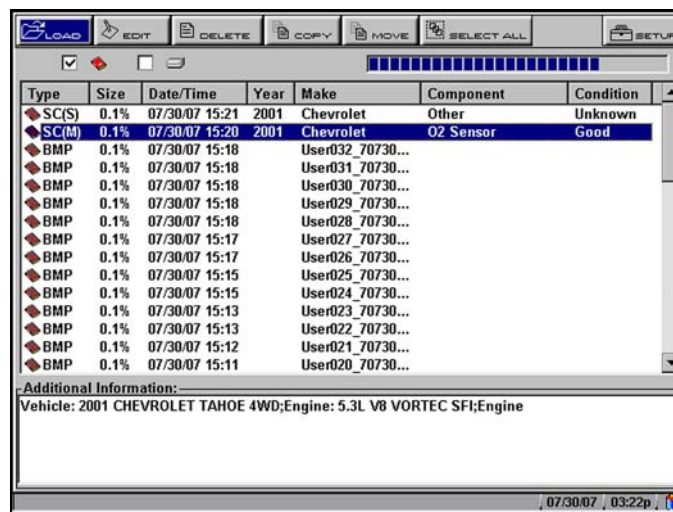 LOAD EDIT DELETE COPY MOVE SELECT ALL SETUP
Type Size Date/Time Year Make Component Condition
SC(S) 0.1% 07/30/07 15:21 2001 Chevrolet Other Unknown
SC(M) 0.1% 07/30/07 15:20 2001 Chevrolet O2 Sensor Good
BMP 0.1% 07/30/07 15:18 User032_70730...
BMP 0.1% 07/30/07 15:18 User031_70730...
BMP 0.1% 07/30/07 15:18 User030_70730...
BMP 0.1% 07/30/07 15:18 User029_70730...
BMP 0.1% 07/30/07 15:18 User028_70730...
BMP 0.1% 07/30/07 15:17 User027_70730...
BMP 0.1% 07/30/07 15:17 User026_70730...
BMP 0.1% 07/30/07 15:15 User025_70730...
BMP 0.1% 07/30/07 15:15 User024_70730...
BMP 0.1% 07/30/07 15:13 User023_70730...
BMP 0.1% 07/30/07 15:13 User022_70730...
BMP 0.1% 07/30/07 15:12 User021_70730...
BMP 0.1% 07/30/07 15:11 User020_70730...
Additional Information:
Vehicle: 2001 CHEVROLET TAHOE 4WD;Engine: 5.3L V8 VORTEC SFI;Engine
07/30/07 03:22p